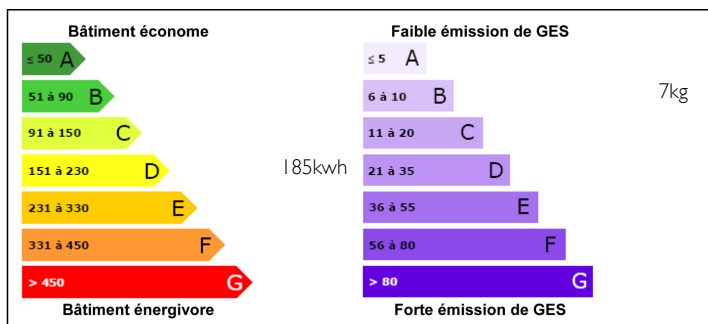 Bâtiment économe
≤ 50 A
51 à 90 B
91 à 150 C
151 à 230 D
231 à 330 E
331 à 450 F
> 450 G
Bâtiment énergivore
185kwh
Faible émission de GES
≤ 5 A
6 à 10 B
11 à 20 C
21 à 35 D
36 à 55 E
56 à 80 F
> 80 G
Forte émission de GES
7kg